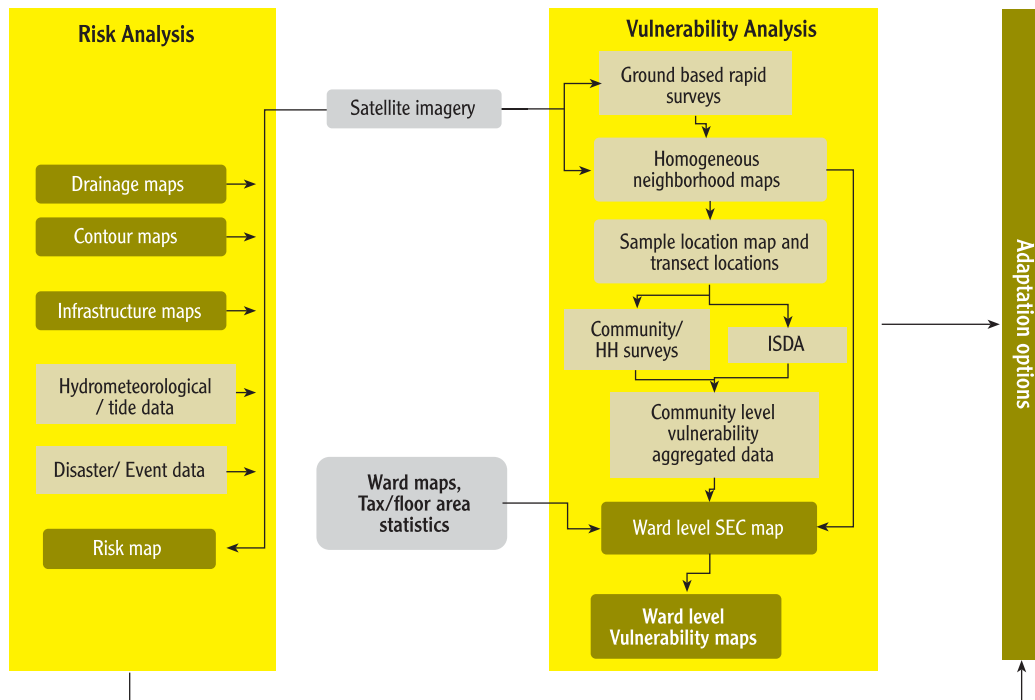 Risk Analysis
Drainage maps
Contour maps
Infrastructure maps
Hydrometeorological
/ tide data
Disaster/ Event data
Risk map
Satellite imagery
Ward maps,
Tax/floor area
statistics
Vulnerability Analysis
Ground based rapid
surveys
Homogeneous
neighborhood maps
Sample location map and
transect locations
Community/
HH surveys
ISDA
Community level
vulnerability
aggregated data
Ward level SEC map
Ward level
Vulnerability maps
Adaptation options